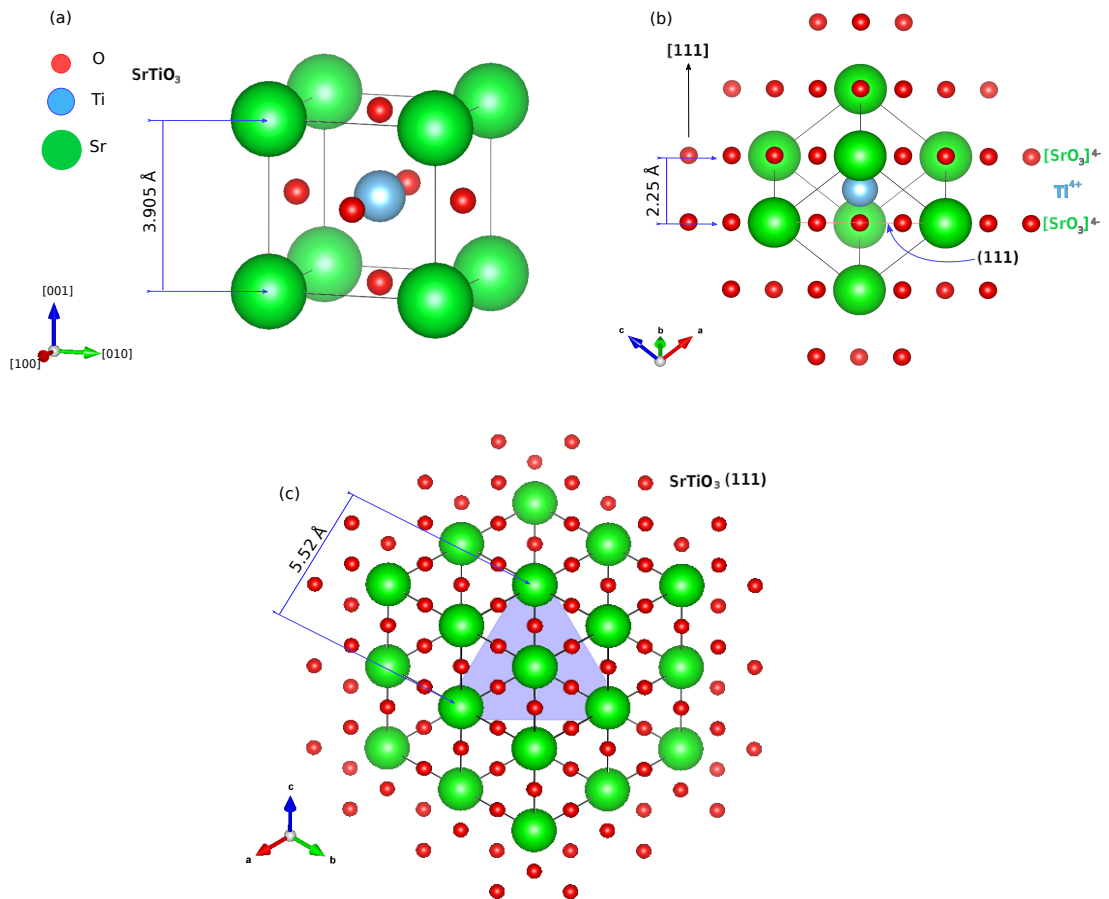 (a)
O
Ti
Sr
SrTiO₃
3.905 Å
[001]
[100]
[010]
(b)
[111]
2.25 Å
[SrO₃]⁴⁻
Ti⁴⁺
[SrO₃]⁴⁻
(111)
c
b
a
(c)
SrTiO₃ (111)
5.52 Å
c
a
b